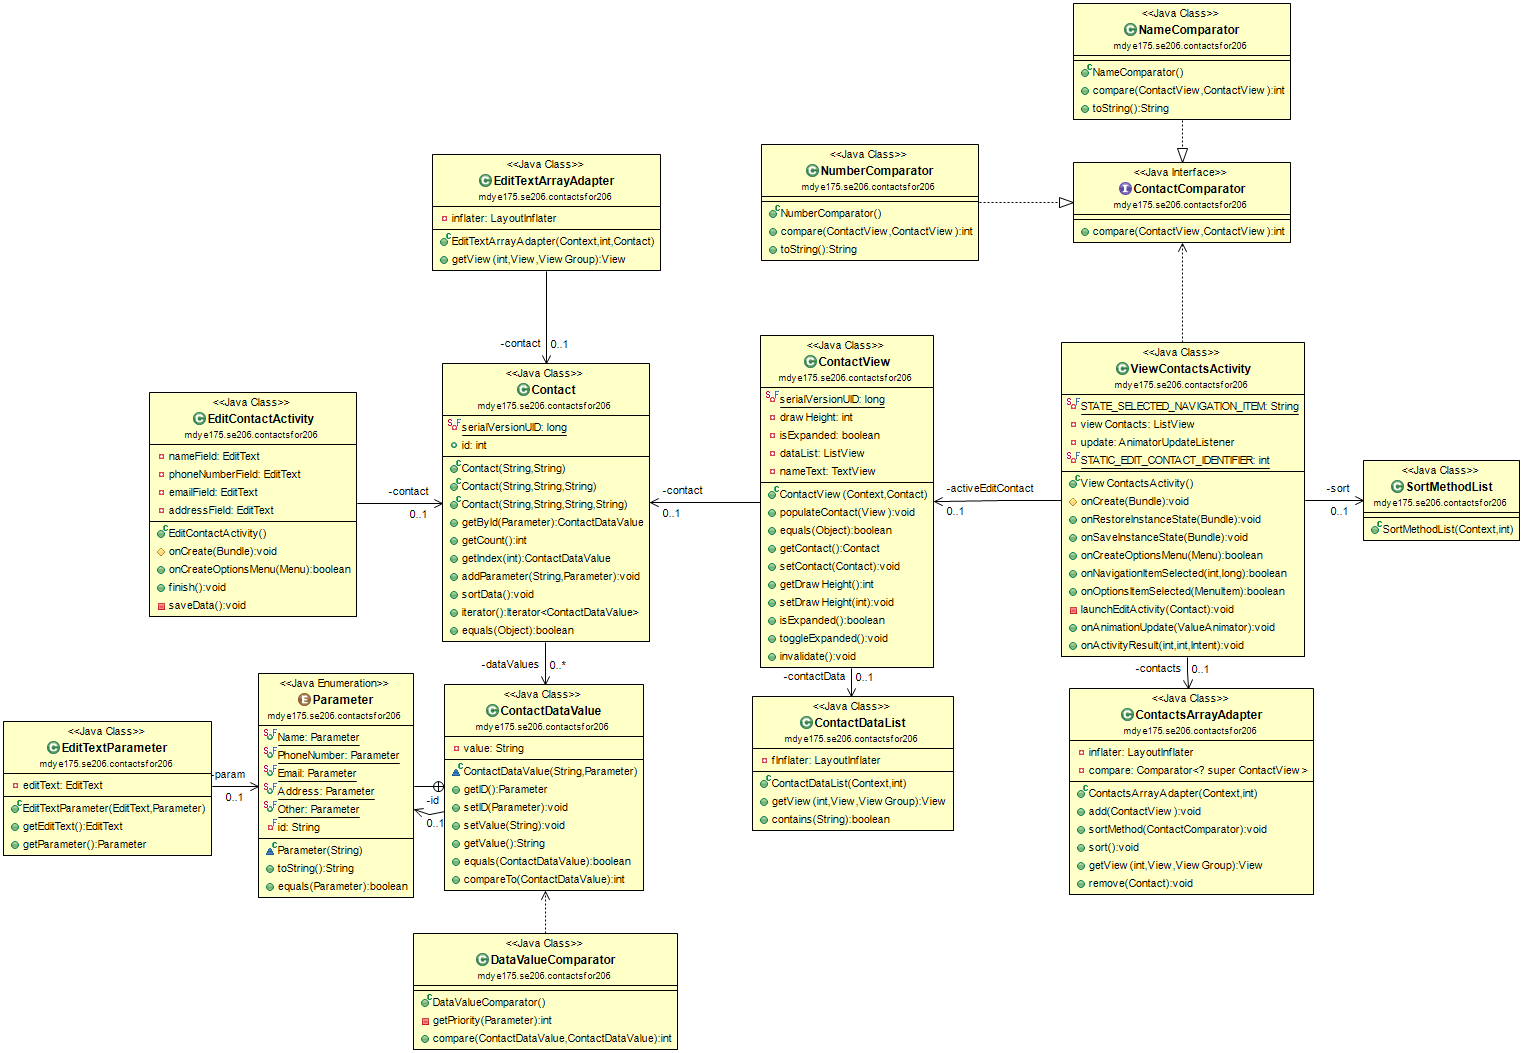 <<Java Class>>
NameComparator
mdye175.se206.contactsfor206
NameComparator()
compare(ContactView,ContactView):int
toString():String
<<Java Class>>
NumberComparator
mdye175.se206.contactsfor206
NumberComparator()
compare(ContactView,ContactView):int
toString():String
<<Java Interface>>
ContactComparator
mdye175.se206.contactsfor206
compare(ContactView,ContactView):int
<<Java Class>>
EditTextArrayAdapter
mdye175.se206.contactsfor206
inflater: LayoutInflater
EditTextArrayAdapter(Context,int,Contact)
getView(int,View,ViewGroup):View
-contact 0..1
<<Java Class>>
EditContactActivity
mdye175.se206.contactsfor206
nameField: EditText
phoneNumberField: EditText
emailField: EditText
addressField: EditText
EditContactActivity()
onCreate(Bundle):void
onCreateOptionsMenu(Menu):boolean
finish():void
saveData():void
-contact
0..1
<<Java Class>>
Contact
mdye175.se206.contactsfor206
serialVersionUID: long
id: int
Contact(String,String)
Contact(String,String,String)
Contact(String,String,String,String)
getById(Parameter):ContactDataValue
getCount():int
getIndex(int):ContactDataValue
addParameter(String,Parameter):void
sortData():void
iterator():Iterator<ContactDataValue>
equals(Object):boolean
-contact
0..1
<<Java Class>>
ContactView
mdye175.se206.contactsfor206
serialVersionUID: long
drawHeight: int
isExpanded: boolean
dataList: ListView
nameText: TextView
ContactView(Context,Contact)
populateContact(View):void
equals(Object):boolean
getContact():Contact
setContact(Contact):void
getDrawHeight():int
setDrawHeight(int):void
isExpanded():boolean
toggleExpanded():void
invalidate():void
-activeEditContact
0..1
<<Java Class>>
ViewContactsActivity
mdye175.se206.contactsfor206
STATE_SELECTED_NAVIGATION_ITEM: String
viewContacts: ListView
update: AnimatorUpdateListener
STATIC_EDIT_CONTACT_IDENTIFIER: int
ViewContactsActivity()
onCreate(Bundle):void
onRestoreInstanceState(Bundle):void
onSaveInstanceState(Bundle):void
onCreateOptionsMenu(Menu):boolean
onNavigationItemSelected(int,long):boolean
onOptionsItemSelected(MenuItem):boolean
launchEditActivity(Contact):void
onAnimationUpdate(ValueAnimator):void
onActivityResult(int,int,Intent):void
-sort
0..1
<<Java Class>>
SortMethodList
mdye175.se206.contactsfor206
SortMethodList(Context,int)
-dataValues 0..*
-contactData 0..1
-contacts 0..1
<<Java Class>>
EditTextParameter
mdye175.se206.contactsfor206
editText: EditText
EditTextParameter(EditText,Parameter)
getEditText():EditText
getParameter():Parameter
-param
0..1
<<Java Enumeration>>
Parameter
mdye175.se206.contactsfor206
Name: Parameter
PhoneNumber: Parameter
Email: Parameter
Address: Parameter
Other: Parameter
id: String
Parameter(String)
toString():String
equals(Parameter):boolean
-id
0..1
<<Java Class>>
ContactDataValue
mdye175.se206.contactsfor206
value: String
ContactDataValue(String,Parameter)
getID():Parameter
setID(Parameter):void
setValue(String):void
getValue():String
equals(ContactDataValue):boolean
compareTo(ContactDataValue):int
<<Java Class>>
ContactDataList
mdye175.se206.contactsfor206
fInflater: LayoutInflater
ContactDataList(Context,int)
getView(int,View,ViewGroup):View
contains(String):boolean
<<Java Class>>
ContactsArrayAdapter
mdye175.se206.contactsfor206
inflater: LayoutInflater
compare: Comparator<? super ContactView>
ContactsArrayAdapter(Context,int)
add(ContactView):void
sortMethod(ContactComparator):void
sort():void
getView(int,View,ViewGroup):View
remove(Contact):void
<<Java Class>>
DataValueComparator
mdye175.se206.contactsfor206
DataValueComparator()
getPriority(Parameter):int
compare(ContactDataValue,ContactDataValue):int